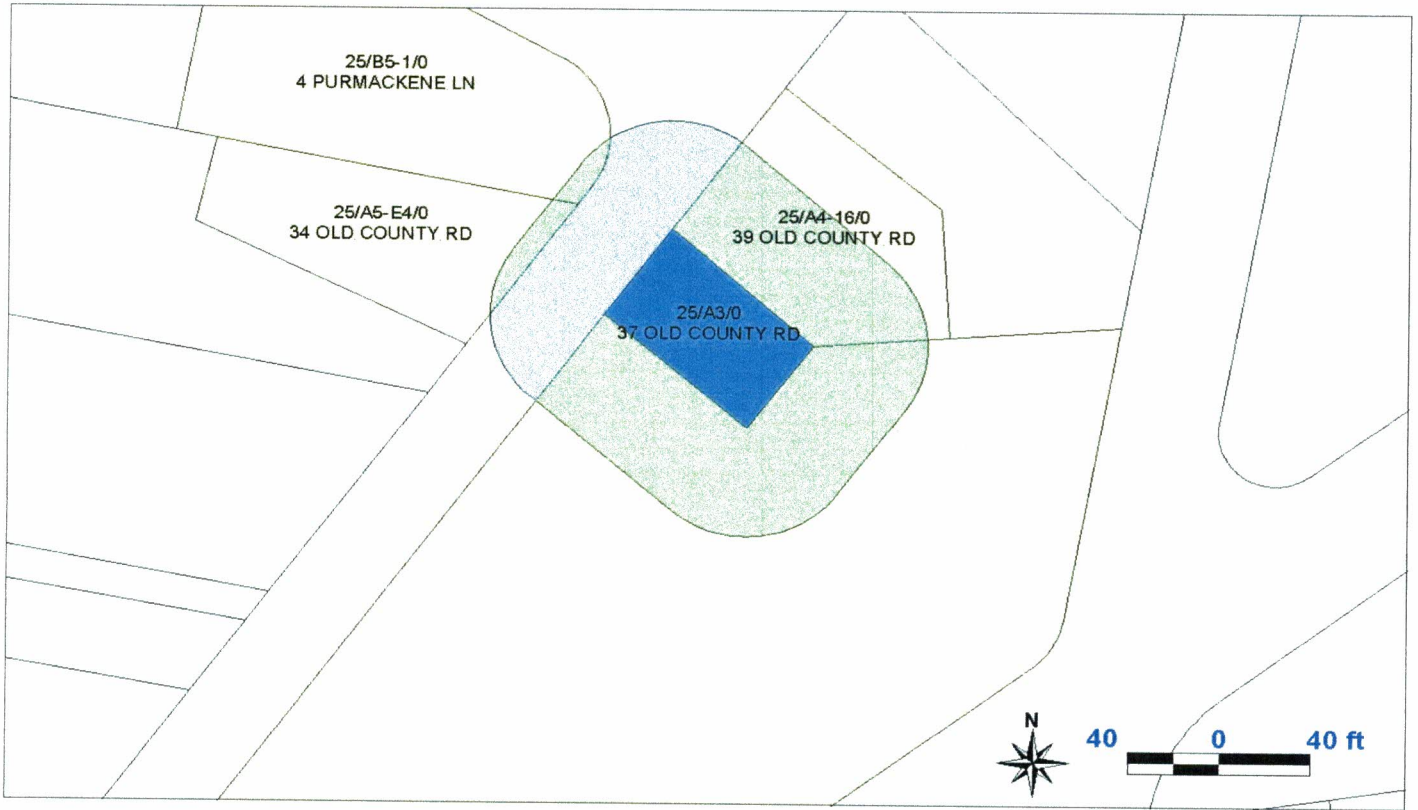 25/B5-1/0
4 PURMACKENE LN
25/A5-E4/0
34 OLD COUNTY RD
25/A4-16/0
39 OLD COUNTY RD
25/A3/0
37 OLD COUNTY RD
N
40 0 40 ft